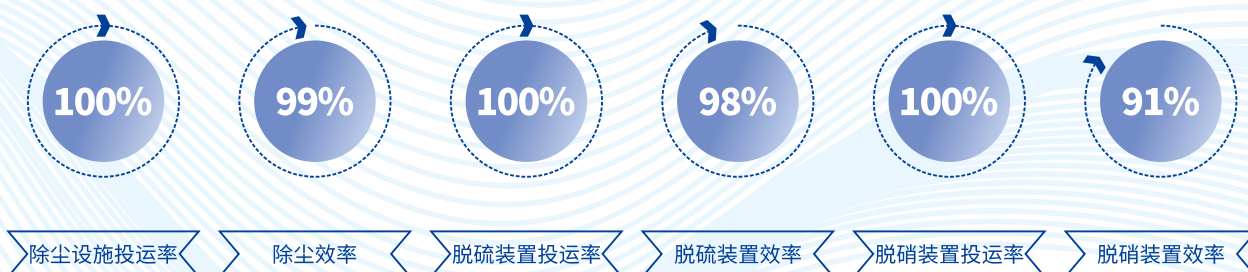 100%
99%
100%
98%
100%
91%
除尘设施投运率
除尘效率
脱硫装置投运率
脱硫装置效率
脱硝装置投运率
脱硝装置效率